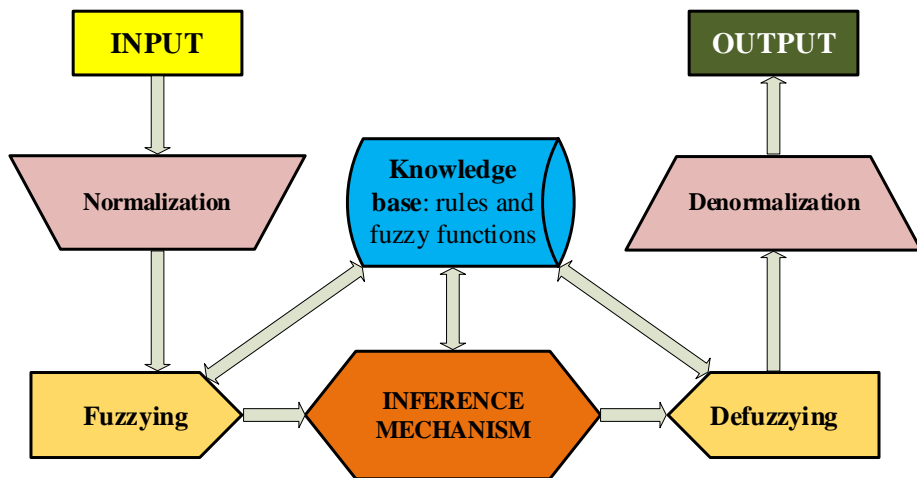 INPUT
OUTPUT
Normalization
Knowledge
base: rules and
fuzzy functions
Denormalization
Fuzzying
INFERENCE
MECHANISM
Defuzzying